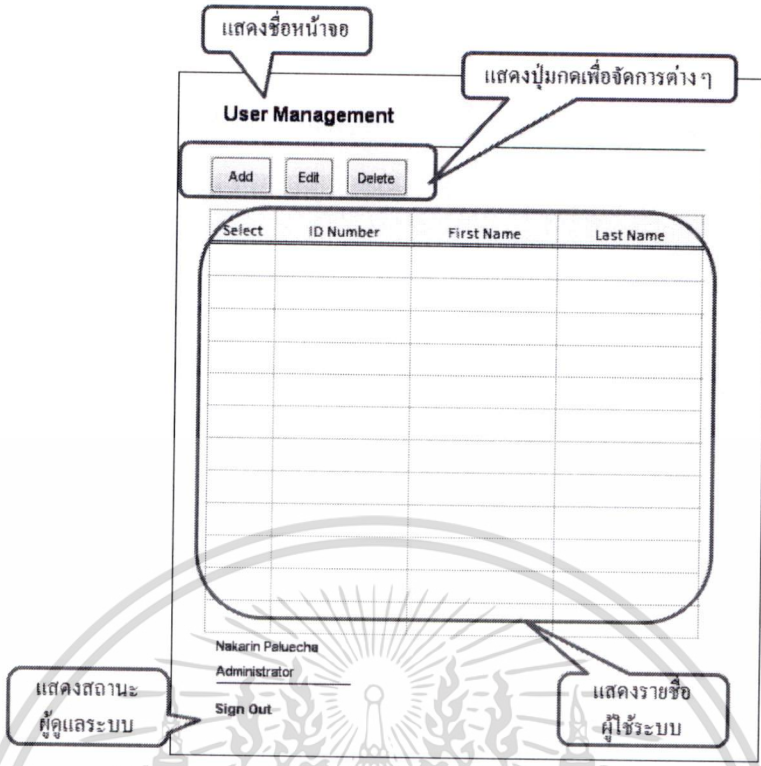 แสดงชื่อหน้าจอ
แสดงปุ่มกดเพื่อจัดการต่าง ๆ
User Management
Add Edit Delete
Select ID Number First Name Last Name
Nakarin Paluecha
Administrator
Sign Out
แสดงสถานะ
ผู้ดูแลระบบ
แสดงรายชื่อ
ผู้ใช้ระบบ